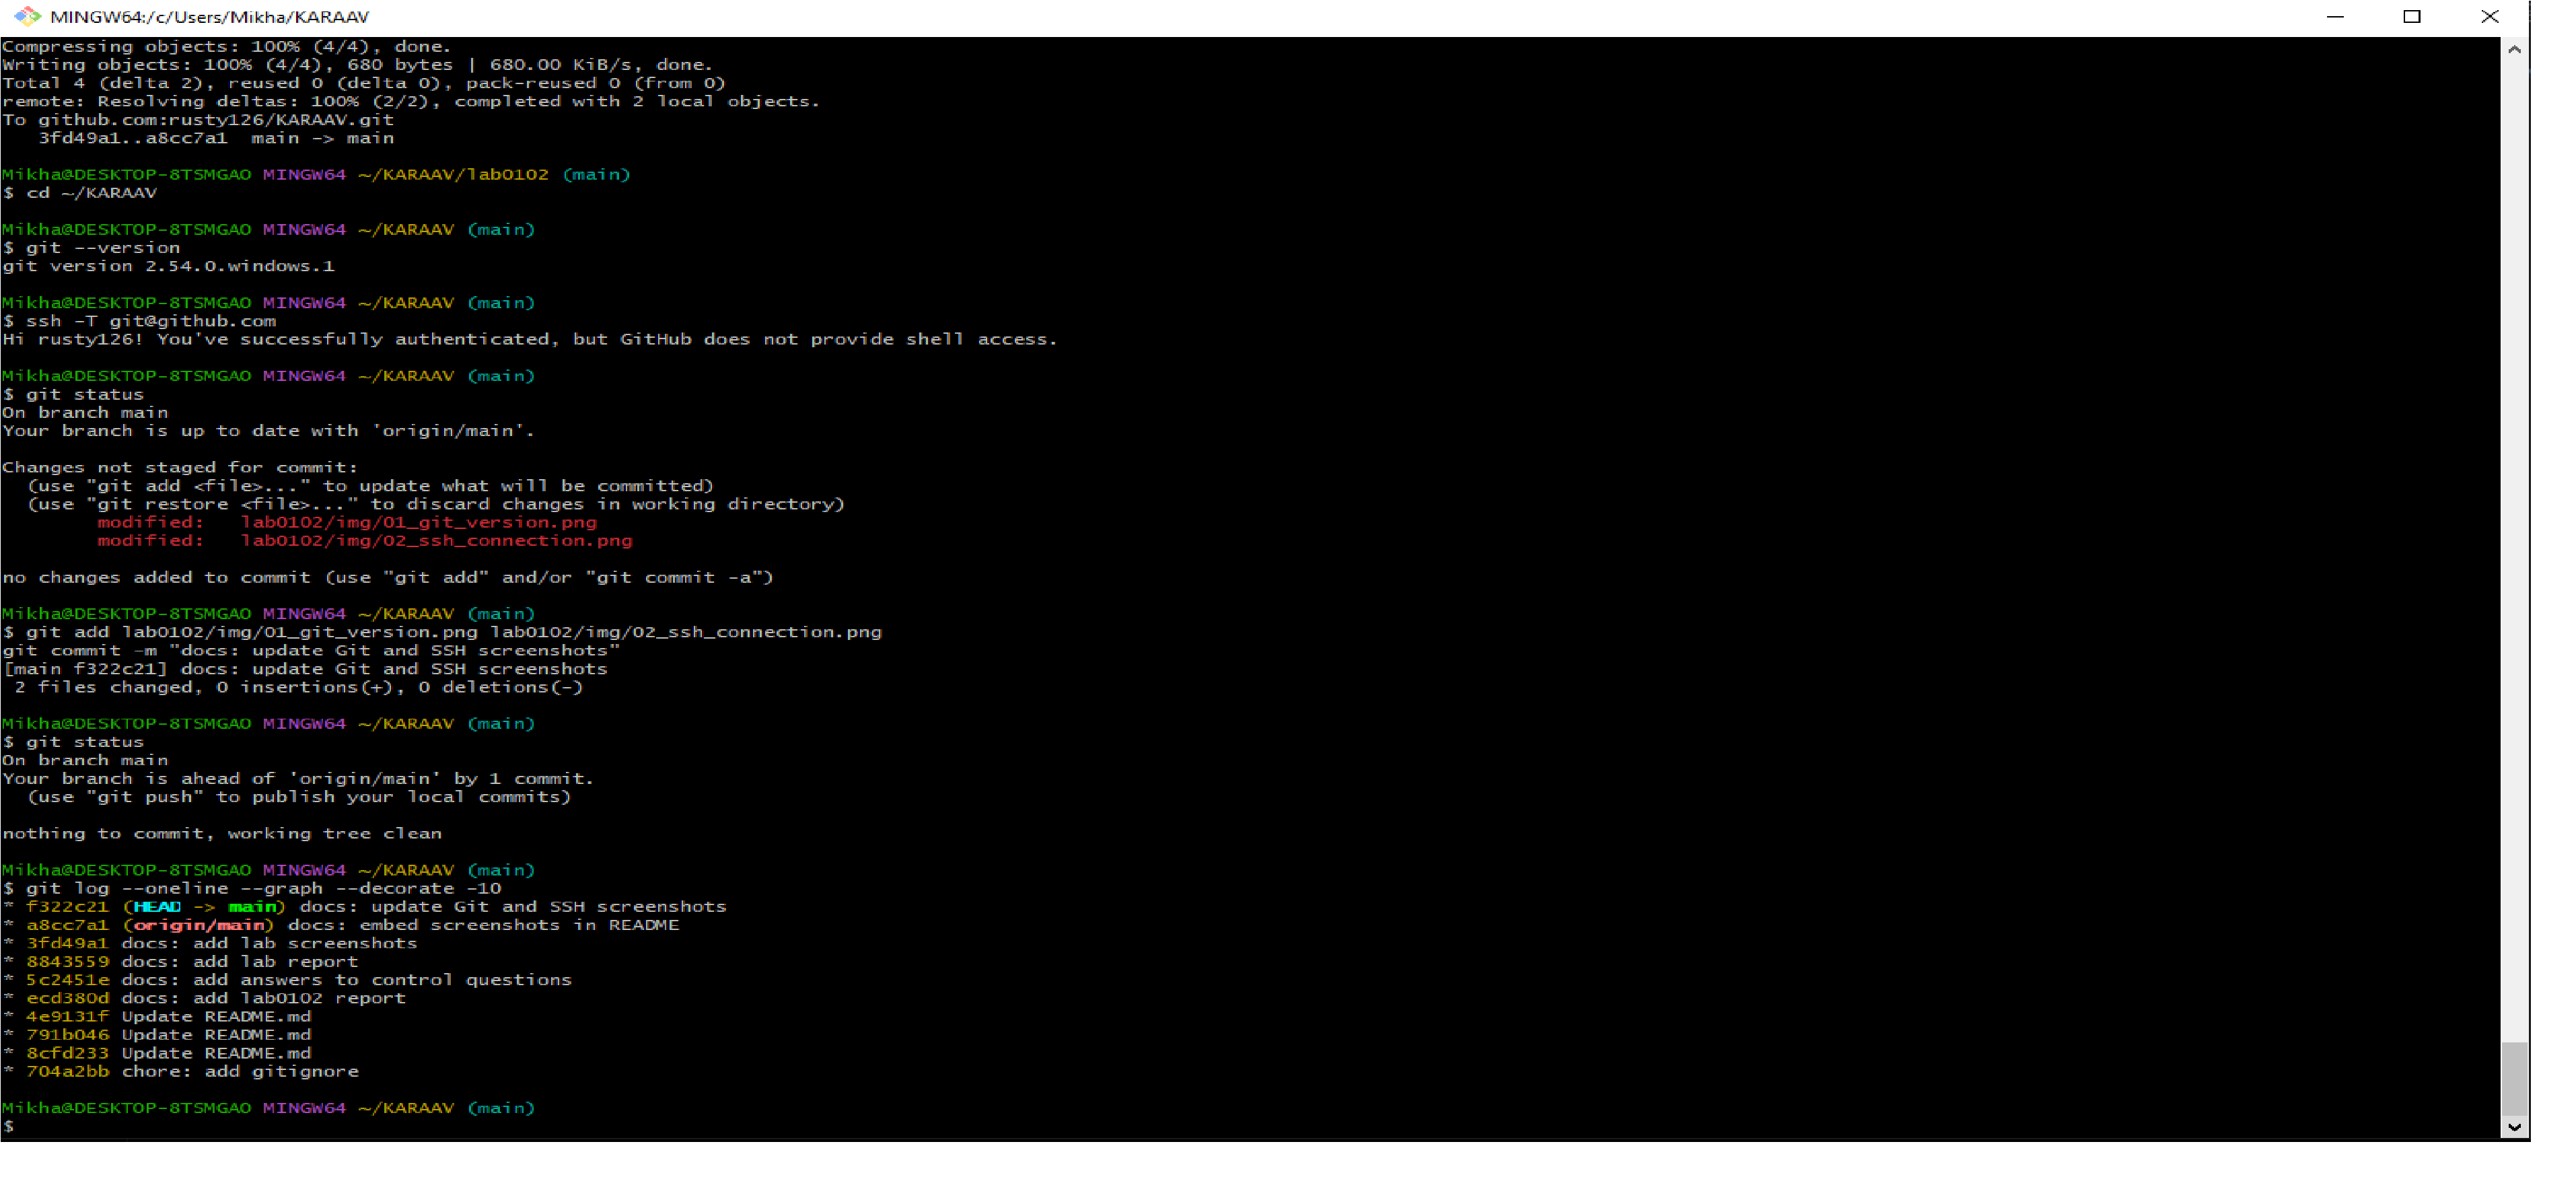 MINGW64:/c/Users/Mikha/KARAAV
Compressing objects: 100% (4/4), done.
Writing objects: 100% (4/4), 680 bytes | 680.00 KiB/s, done.
Total 4 (delta 2), reused 0 (delta 0), pack-reused 0 (from 0)
remote: Resolving deltas: 100% (2/2), completed with 2 local objects.
To github.com:rusty126/KARAAV.git
   3fd49a1..a8cc7a1  main -> main

Mikha@DESKTOP-8TSMGAO MINGW64 ~/KARAAV/lab0102 (main)
$ cd ~/KARAAV

Mikha@DESKTOP-8TSMGAO MINGW64 ~/KARAAV (main)
$ git --version
git version 2.54.0.windows.1

Mikha@DESKTOP-8TSMGAO MINGW64 ~/KARAAV (main)
$ ssh -T git@github.com
Hi rusty126! You've successfully authenticated, but GitHub does not provide shell access.

Mikha@DESKTOP-8TSMGAO MINGW64 ~/KARAAV (main)
$ git status
On branch main
Your branch is up to date with 'origin/main'.

Changes not staged for commit:
  (use "git add <file>..." to update what will be committed)
  (use "git restore <file>..." to discard changes in working directory)
        modified:   lab0102/img/01_git_version.png
        modified:   lab0102/img/02_ssh_connection.png

no changes added to commit (use "git add" and/or "git commit -a")

Mikha@DESKTOP-8TSMGAO MINGW64 ~/KARAAV (main)
$ git add lab0102/img/01_git_version.png lab0102/img/02_ssh_connection.png
git commit -m "docs: update Git and SSH screenshots"
[main f322c21] docs: update Git and SSH screenshots
 2 files changed, 0 insertions(+), 0 deletions(-)

Mikha@DESKTOP-8TSMGAO MINGW64 ~/KARAAV (main)
$ git status
On branch main
Your branch is ahead of 'origin/main' by 1 commit.
  (use "git push" to publish your local commits)

nothing to commit, working tree clean

Mikha@DESKTOP-8TSMGAO MINGW64 ~/KARAAV (main)
$ git log --oneline --graph --decorate -10
* f322c21 (HEAD -> main) docs: update Git and SSH screenshots
* a8cc7a1 (origin/main) docs: embed screenshots in README
* 3fd49a1 docs: add lab screenshots
* 8843559 docs: add lab report
* 5c2451e docs: add answers to control questions
* ecd380d docs: add lab0102 report
* 4e9131f Update README.md
* 791b046 Update README.md
* 8cfd233 Update README.md
* 704a2bb chore: add gitignore

Mikha@DESKTOP-8TSMGAO MINGW64 ~/KARAAV (main)
$